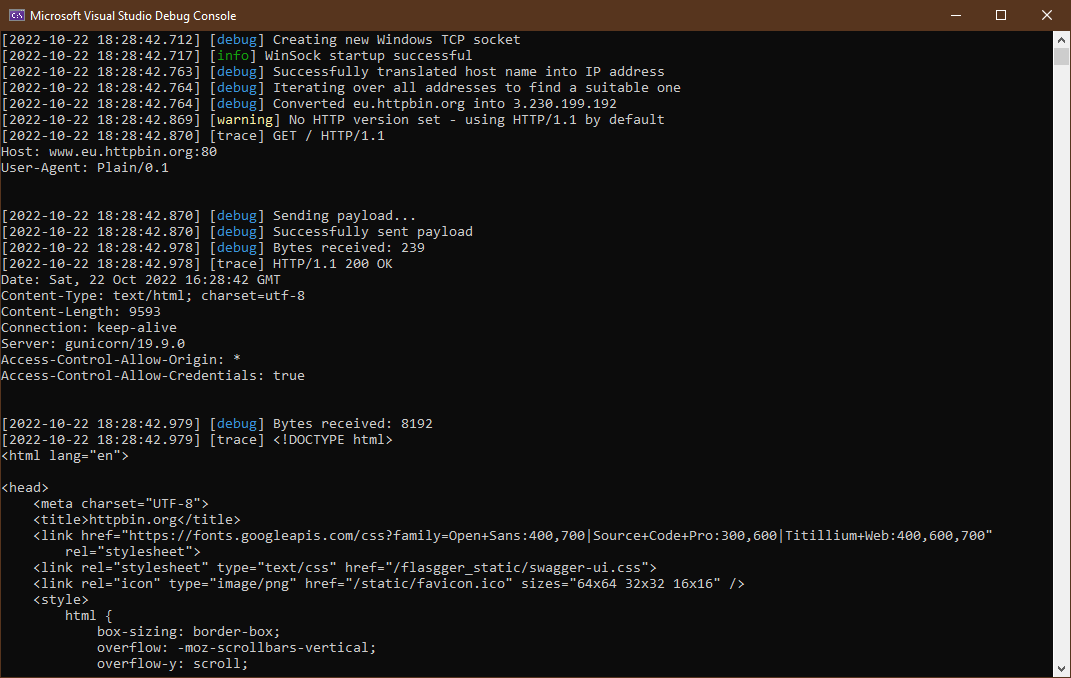 Microsoft Visual Studio Debug Console
[2022-10-22 18:28:42.712] [debug] Creating new Windows TCP socket
[2022-10-22 18:28:42.717] [info] WinSock startup successful
[2022-10-22 18:28:42.763] [debug] Successfully translated host name into IP address
[2022-10-22 18:28:42.764] [debug] Iterating over all addresses to find a suitable one
[2022-10-22 18:28:42.764] [debug] Converted eu.httpbin.org into 3.230.199.192
[2022-10-22 18:28:42.869] [warning] No HTTP version set - using HTTP/1.1 by default
[2022-10-22 18:28:42.870] [trace] GET / HTTP/1.1
Host: www.eu.httpbin.org:80
User-Agent: Plain/0.1
[2022-10-22 18:28:42.870] [debug] Sending payload...
[2022-10-22 18:28:42.870] [debug] Successfully sent payload
[2022-10-22 18:28:42.978] [debug] Bytes received: 239
[2022-10-22 18:28:42.978] [trace] HTTP/1.1 200 OK
Date: Sat, 22 Oct 2022 16:28:42 GMT
Content-Type: text/html; charset=utf-8
Content-Length: 9593
Connection: keep-alive
Server: gunicorn/19.9.0
Access-Control-Allow-Origin: *
Access-Control-Allow-Credentials: true
[2022-10-22 18:28:42.979] [debug] Bytes received: 8192
[2022-10-22 18:28:42.979] [trace] <!DOCTYPE html>
<html lang="en">
<head>
    <meta charset="UTF-8">
    <title>httpbin.org</title>
    <link href="https://fonts.googleapis.com/css?family=Open+Sans:400,700|Source+Code+Pro:300,600|Titillium+Web:400,600,700"
        rel="stylesheet">
    <link rel="stylesheet" type="text/css" href="/flasgger_static/swagger-ui.css">
    <link rel="icon" type="image/png" href="/static/favicon.ico" sizes="64x64 32x32 16x16" />
    <style>
        html {
            box-sizing: border-box;
            overflow: -moz-scrollbars-vertical;
            overflow-y: scroll;